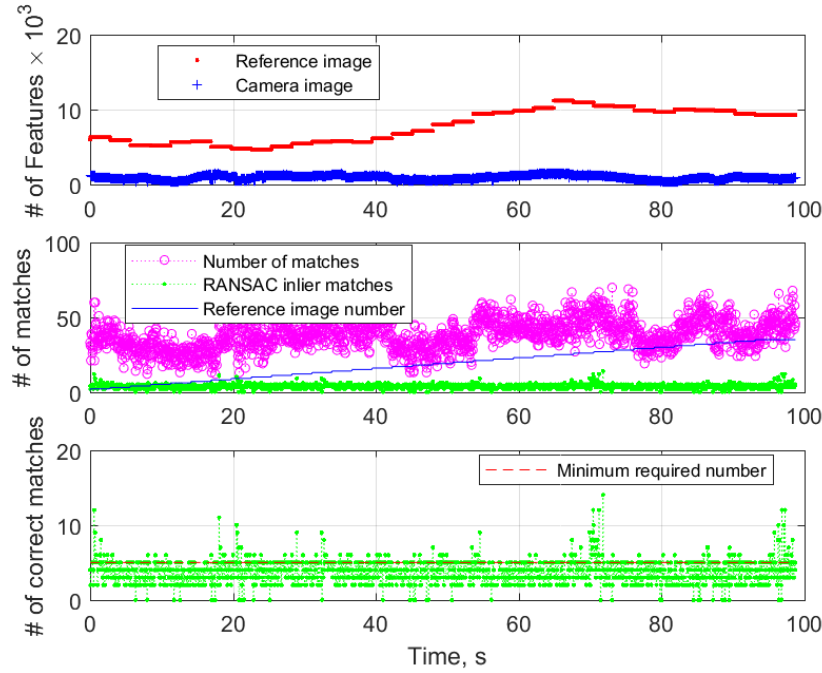 # of Features × 10³
20
10
0
Reference image
Camera image
0 20 40 60 80 100
# of matches
100
50
0
Number of matches
RANSAC inlier matches
Reference image number
0 20 40 60 80 100
# of correct matches
20
10
0
Minimum required number
0 20 40 60 80 100
Time, s